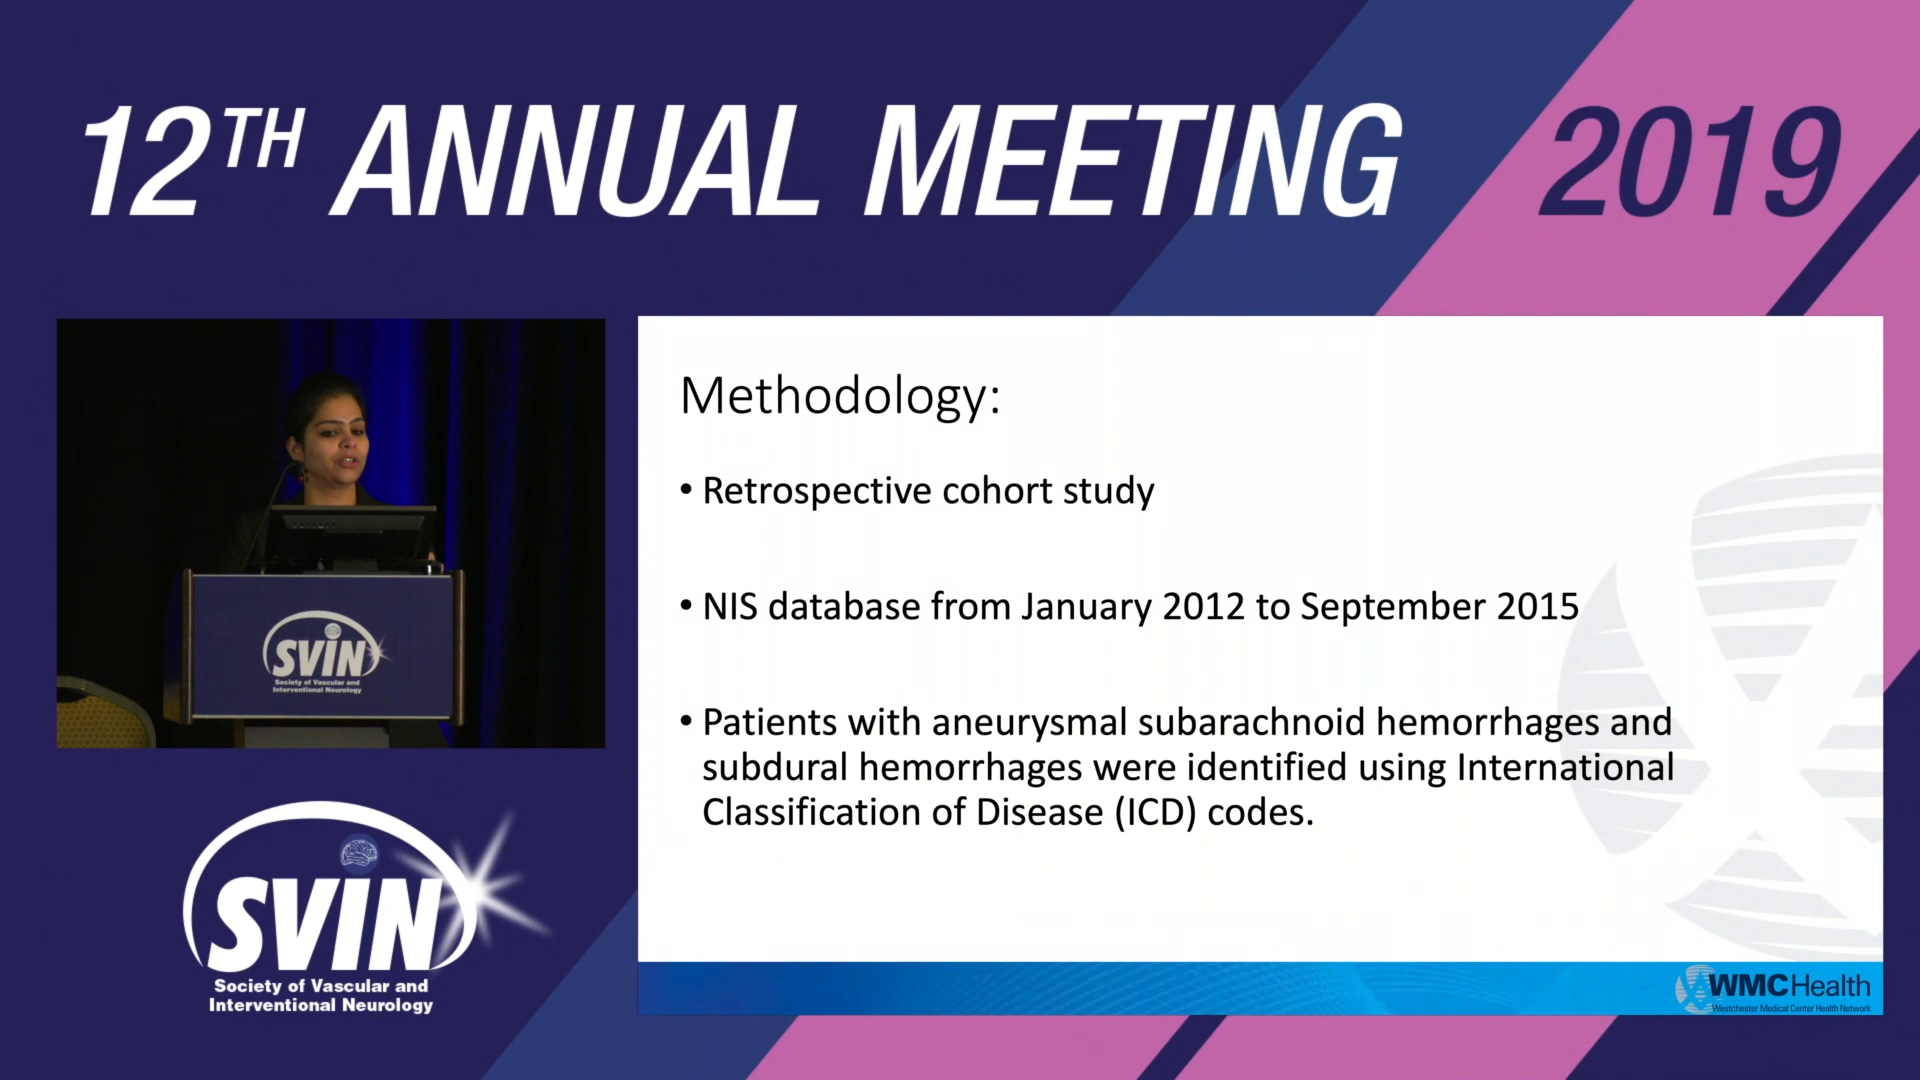 12TH ANNUAL MEETING 2019
SVIN
Society of Vascular and
Interventional Neurology
Methodology:
• Retrospective cohort study
• NIS database from January 2012 to September 2015
• Patients with aneurysmal subarachnoid hemorrhages and
subdural hemorrhages were identified using International
Classification of Disease (ICD) codes.
SVIN
Society of Vascular and
Interventional Neurology
WMCHealth
Westchester Medical Center Health Network